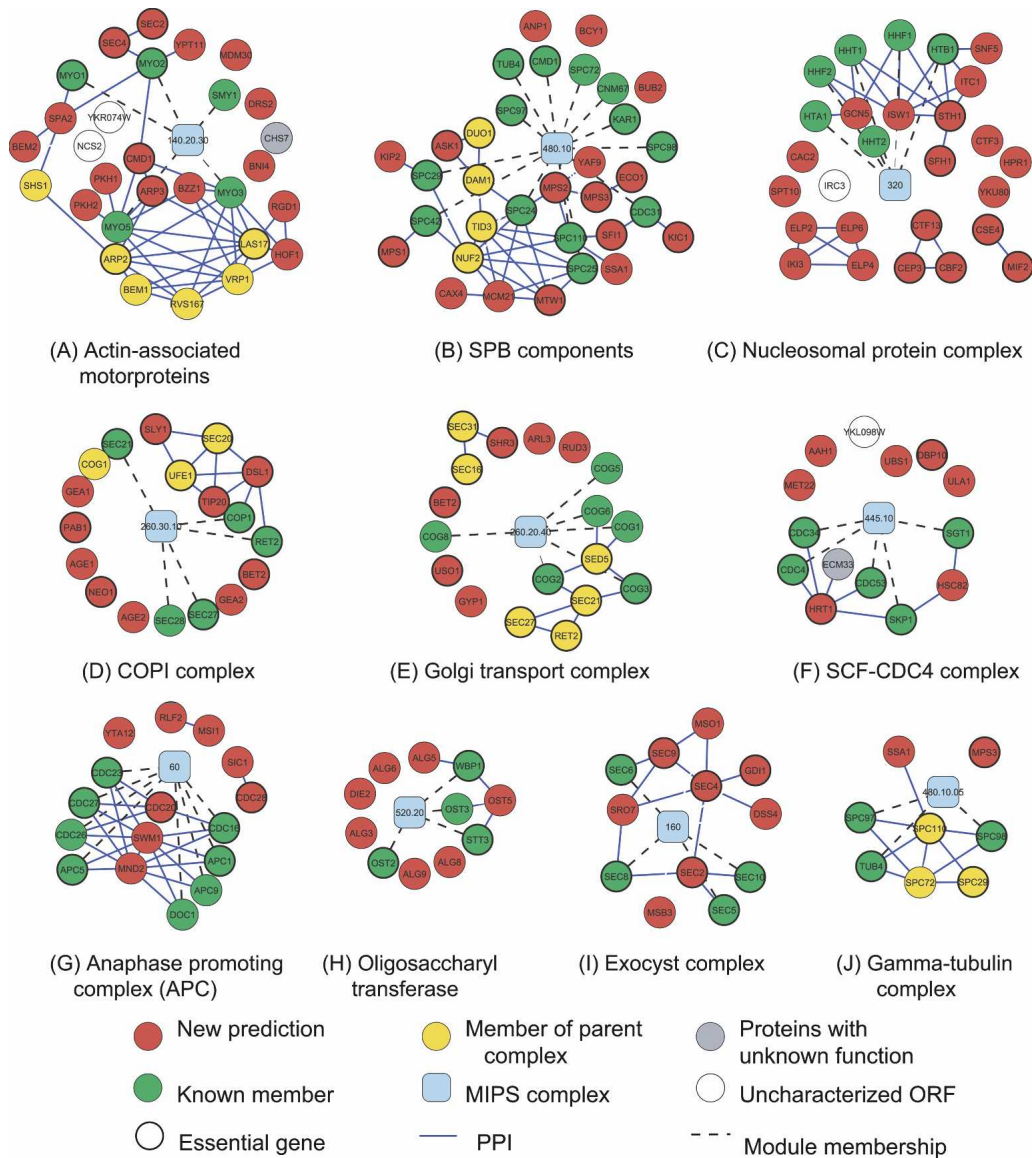 SEC2
SEC4
MYO2
YPT11
MDM30
MYO1
SMY1
DRS2
SPA2
YKR074W
140.20.30
CHS7
BEM2
NCS2
CMD1
BNI4
SHS1
PKH1
ARP3
BZZ1
MYO3
PKH2
RGD1
MYO5
LAS17
HOF1
ARP2
BEM1
VRP1
RVS167
(A) Actin-associated
motorproteins
ANP1
BCY1
TUB4
CMD1
SPC72
CNM67
BUB2
SPC97
KAR1
DUO1
480.10
SPC98
KIP2
ASK1
YAF9
SPC29
DAM1
MPS2
ECO1
MPS3
SPC42
SPC24
CDC31
TID3
SPC110
SFI1
KIC1
MPS1
NUF2
SPC25
SSA1
CAX4
MCM21
MTW1
(B) SPB components
HHT1
HHF1
HTB1
SNF5
HHF2
ITC1
HTA1
GCN5
ISW1
STH1
HHT2
CTF3
CAC2
SFH1
HPR1
SPT10
IRC3
320
YKU80
ELP2
ELP6
CTF13
CSE4
IKI3
ELP4
CEP3
CBF2
MIF2
(C) Nucleosomal protein complex
SEC21
SLY1
SEC20
COG1
UFE1
DSL1
GEA1
TIP20
PAB1
260.30.10
COP1
RET2
AGE1
BET2
NEO1
GEA2
AGE2
SEC28
SEC27
(D) COPI complex
SEC31
SHR3
ARL3
RUD3
SEC16
COG5
BET2
COG6
COG1
COG8
260.20.40
SED5
USO1
COG2
COG3
GYP1
SEC21
SEC27
RET2
(E) Golgi transport complex
YKL098W
AAH1
UBS1
DBP10
MET22
ULA1
445.10
CDC34
SGT1
CDC4
ECM33
CDC53
HSC82
HRT1
SKP1
(F) SCF-CDC4 complex
RLF2
YTA12
MSI1
60
SIC1
CDC23
CDC28
CDC27
CDC20
CDC26
SWM1
CDC16
APC5
MND2
APC1
APC9
DOC1
(G) Anaphase promoting
complex (APC)
ALG5
WBP1
ALG6
DIE2
OST3
OST5
520.20
ALG3
STT3
OST2
ALG8
ALG9
(H) Oligosaccharyl
transferase
MSO1
SEC9
SEC6
SEC4
GDI1
SRO7
DSS4
160
SEC8
SEC2
SEC10
MSB3
SEC5
(I) Exocyst complex
SSA1
MPS3
480.10.05
SPC97
SPC110
SPC98
TUB4
SPC72
SPC29
(J) Gamma-tubulin
complex
New prediction
Member of parent
complex
Proteins with
unknown function
Known member
MIPS complex
Uncharacterized ORF
Essential gene
PPI
Module membership